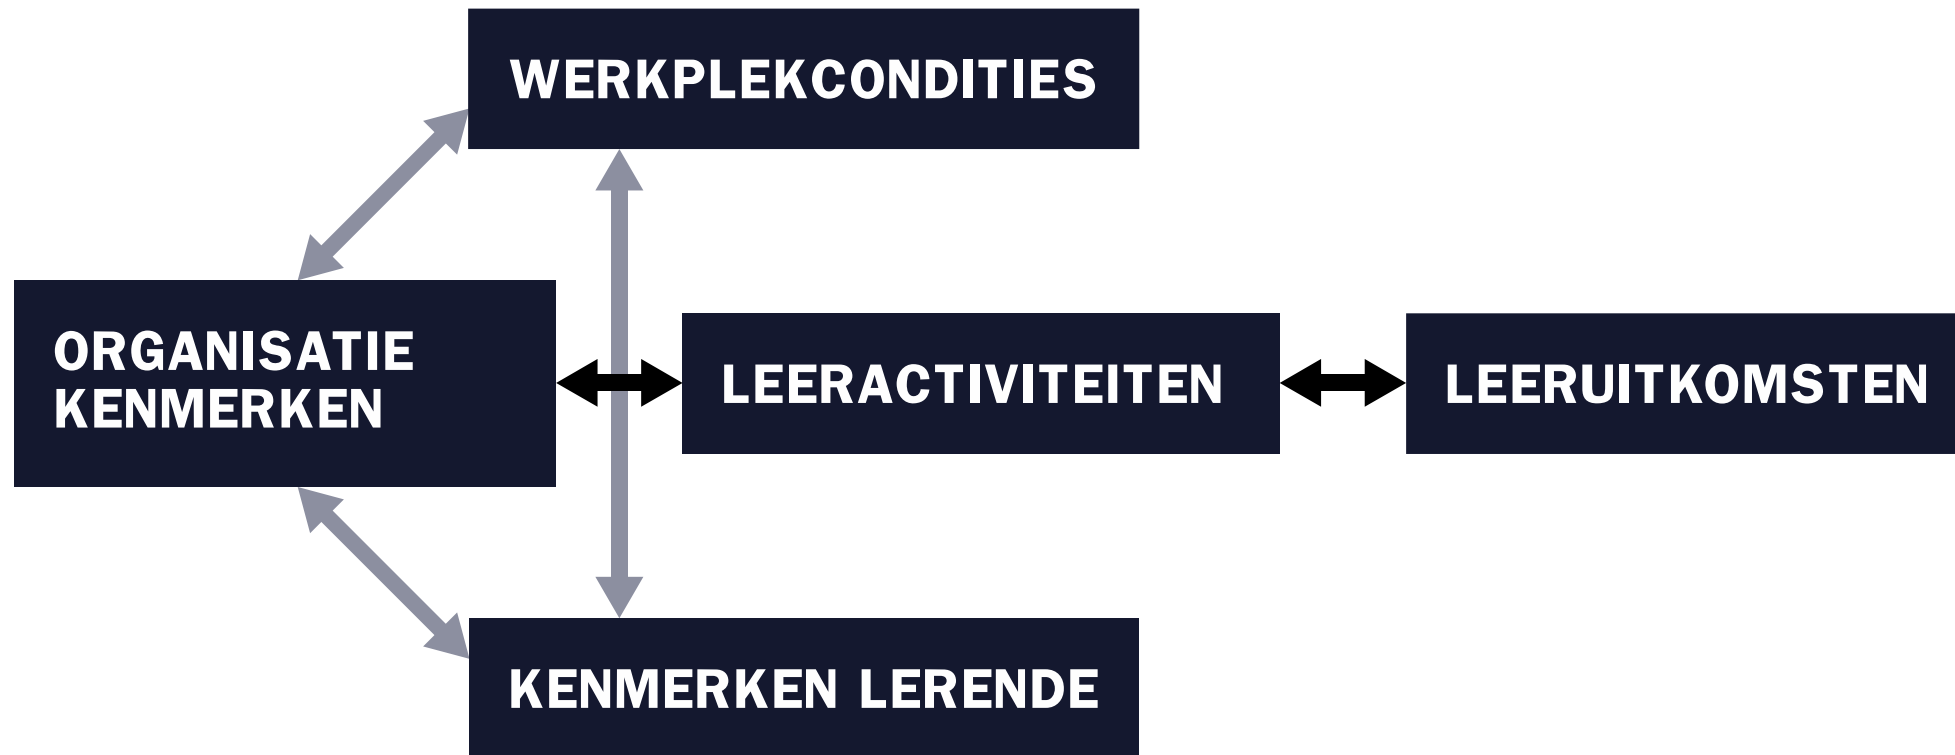 WERKPLEKCONDITIES
ORGANISATIE
KENMERKEN
LEERACTIVITEITEN
LEERUITKOMSTEN
KENMERKEN LERENDE